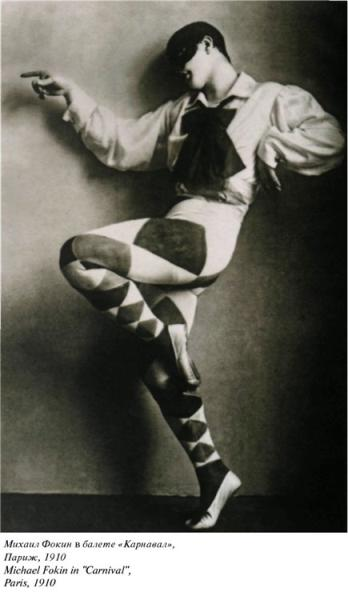 Михаил Фокин в балете «Карнавал»,
Париж, 1910
Michael Fokin in "Carnival",
Paris, 1910